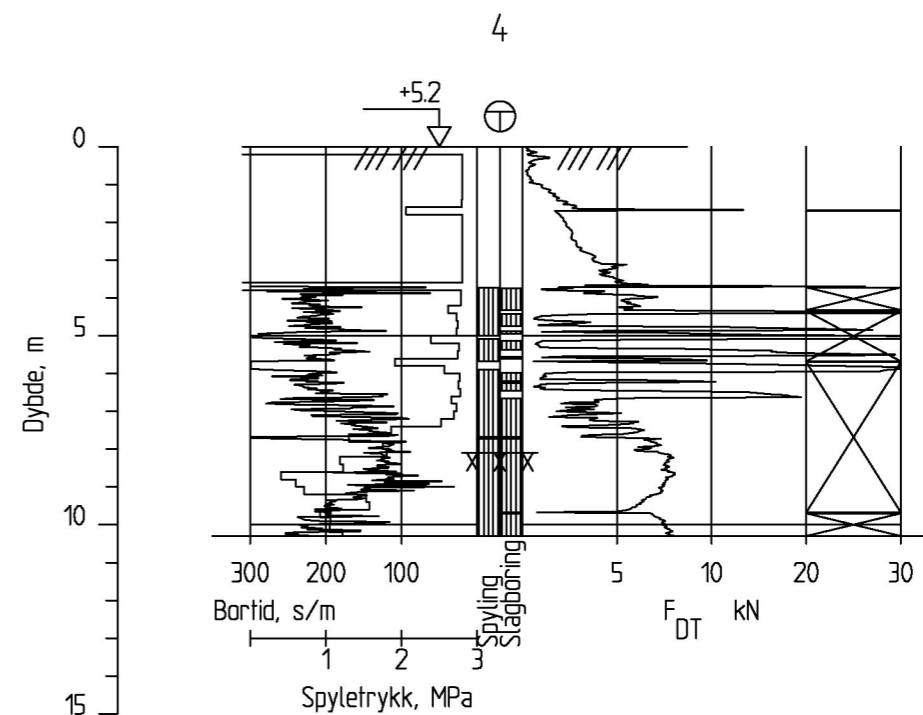 4
+5.2
0
5
10
15
Dybde, m
300 200 100
Bortid, s/m
1 2 3
Spyletrykk, MPa
Spyling
Slagboring
5 10 20 30
F_DT kN